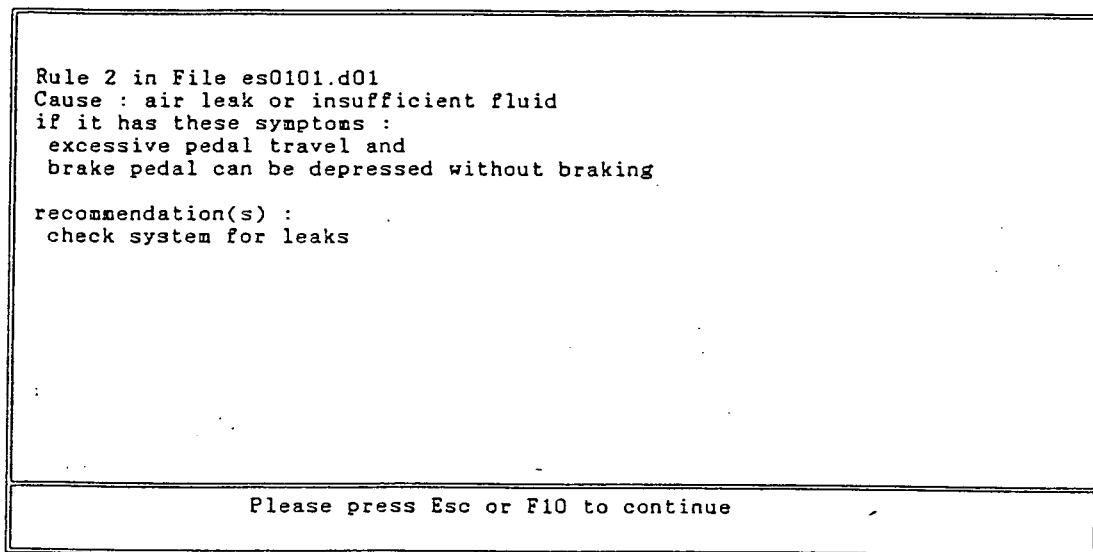 Rule 2 in File es0101.d01
Cause : air leak or insufficient fluid
if it has these symptoms :
excessive pedal travel and
brake pedal can be depressed without braking
recommendation(s) :
check system for leaks
Please press Esc or F10 to continue